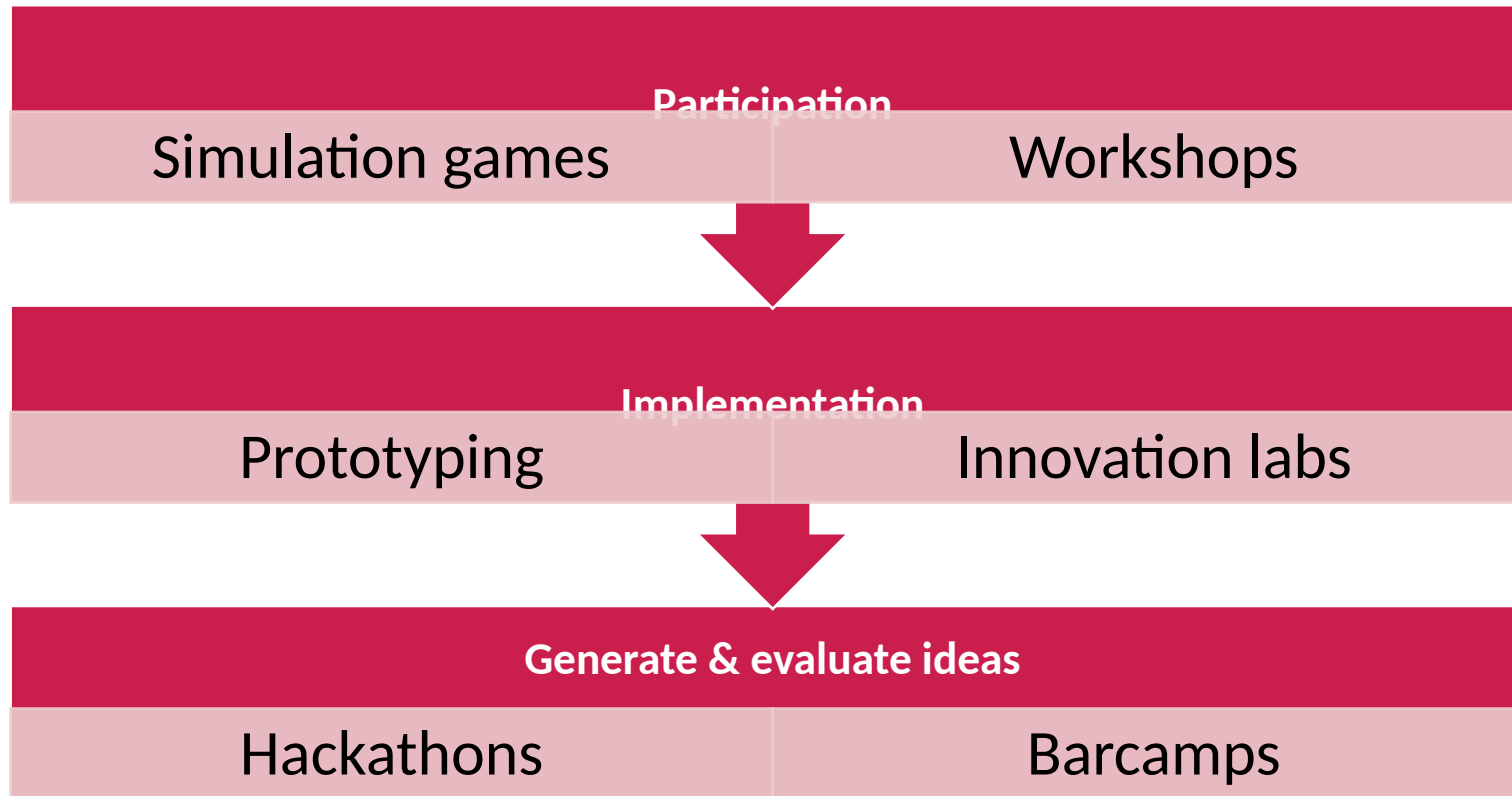 Participation
Simulation games
Workshops
Implementation
Prototyping
Innovation labs
Generate & evaluate ideas
Hackathons
Barcamps